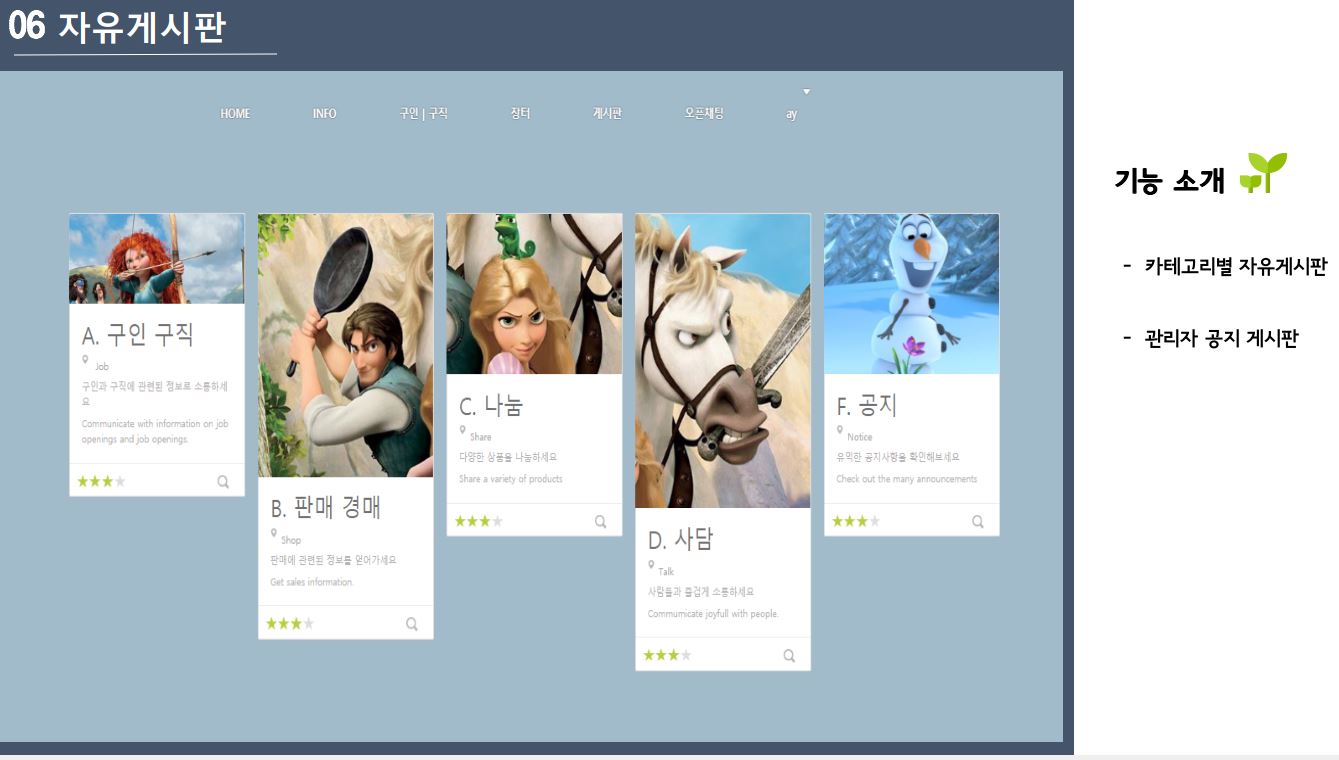 06 자유게시판
HOME INFO 구인 | 구직 장터 게시판 오픈채팅 ay
A. 구인 구직
Job
구인과 구직에 관련된 정보로 소통하세
요
Communicate with information on job
openings and job openings.
B. 판매 경매
Shop
판매에 관련된 정보를 얻어가세요
Get sales information.
C. 나눔
Share
다양한 상품을 나눔하세요
Share a variety of products
D. 사담
Talk
사람들과 즐겁게 소통하세요
Commumicate joyfull with people.
F. 공지
Notice
유익한 공지사항을 확인해보세요
Check out the many announcements
기능 소개
- 카테고리별 자유게시판
- 관리자 공지 게시판